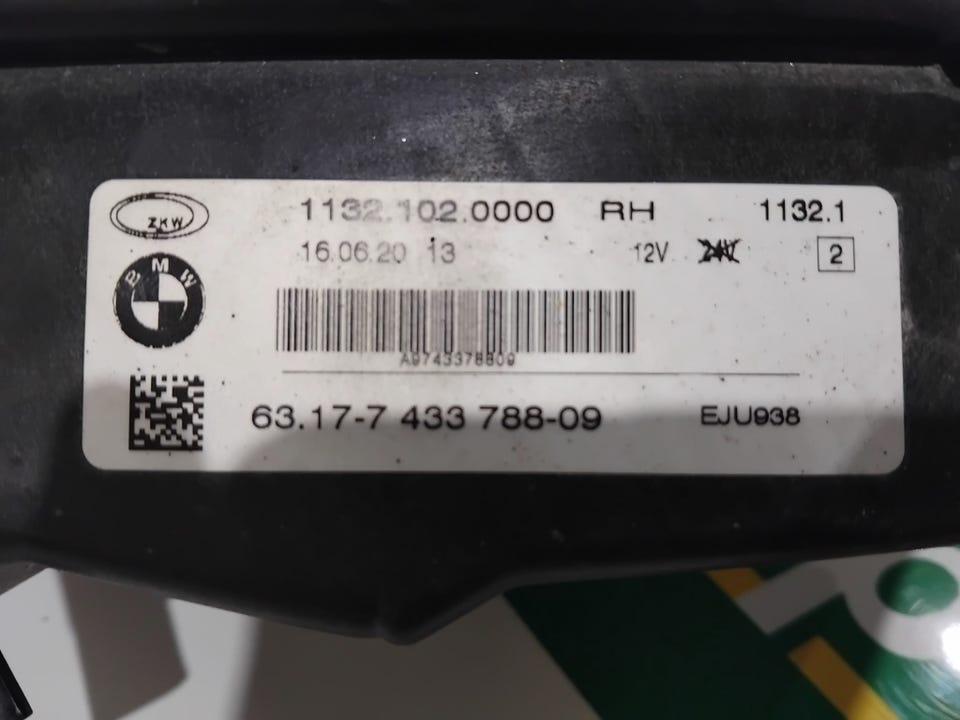 ZKW
1132.102.0000 RH 1132.1
16.06.20 13 12V 24V 2
BMW
A9743378809
63.17-7 433 788-09 EJU938